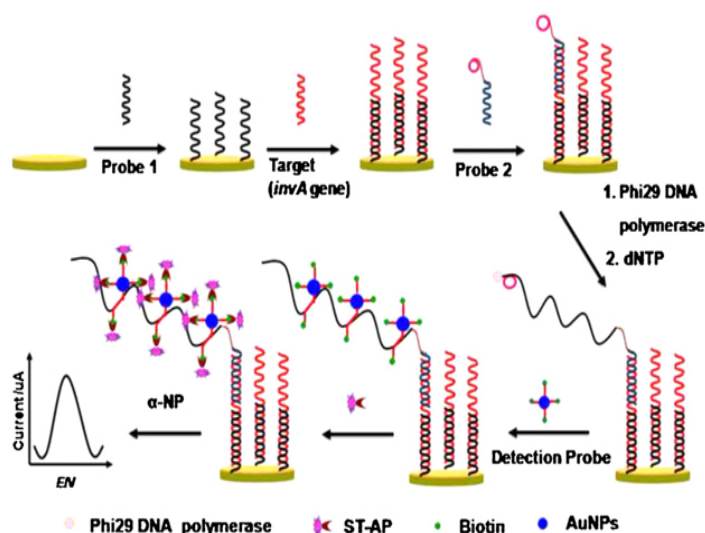 Probe 1
Target
(invA gene)
Probe 2
1. Phi29 DNA
polymerase
2. dNTP
Detection Probe
α-NP
Current/uA
EN
Phi29 DNA polymerase
ST-AP
Biotin
AuNPs